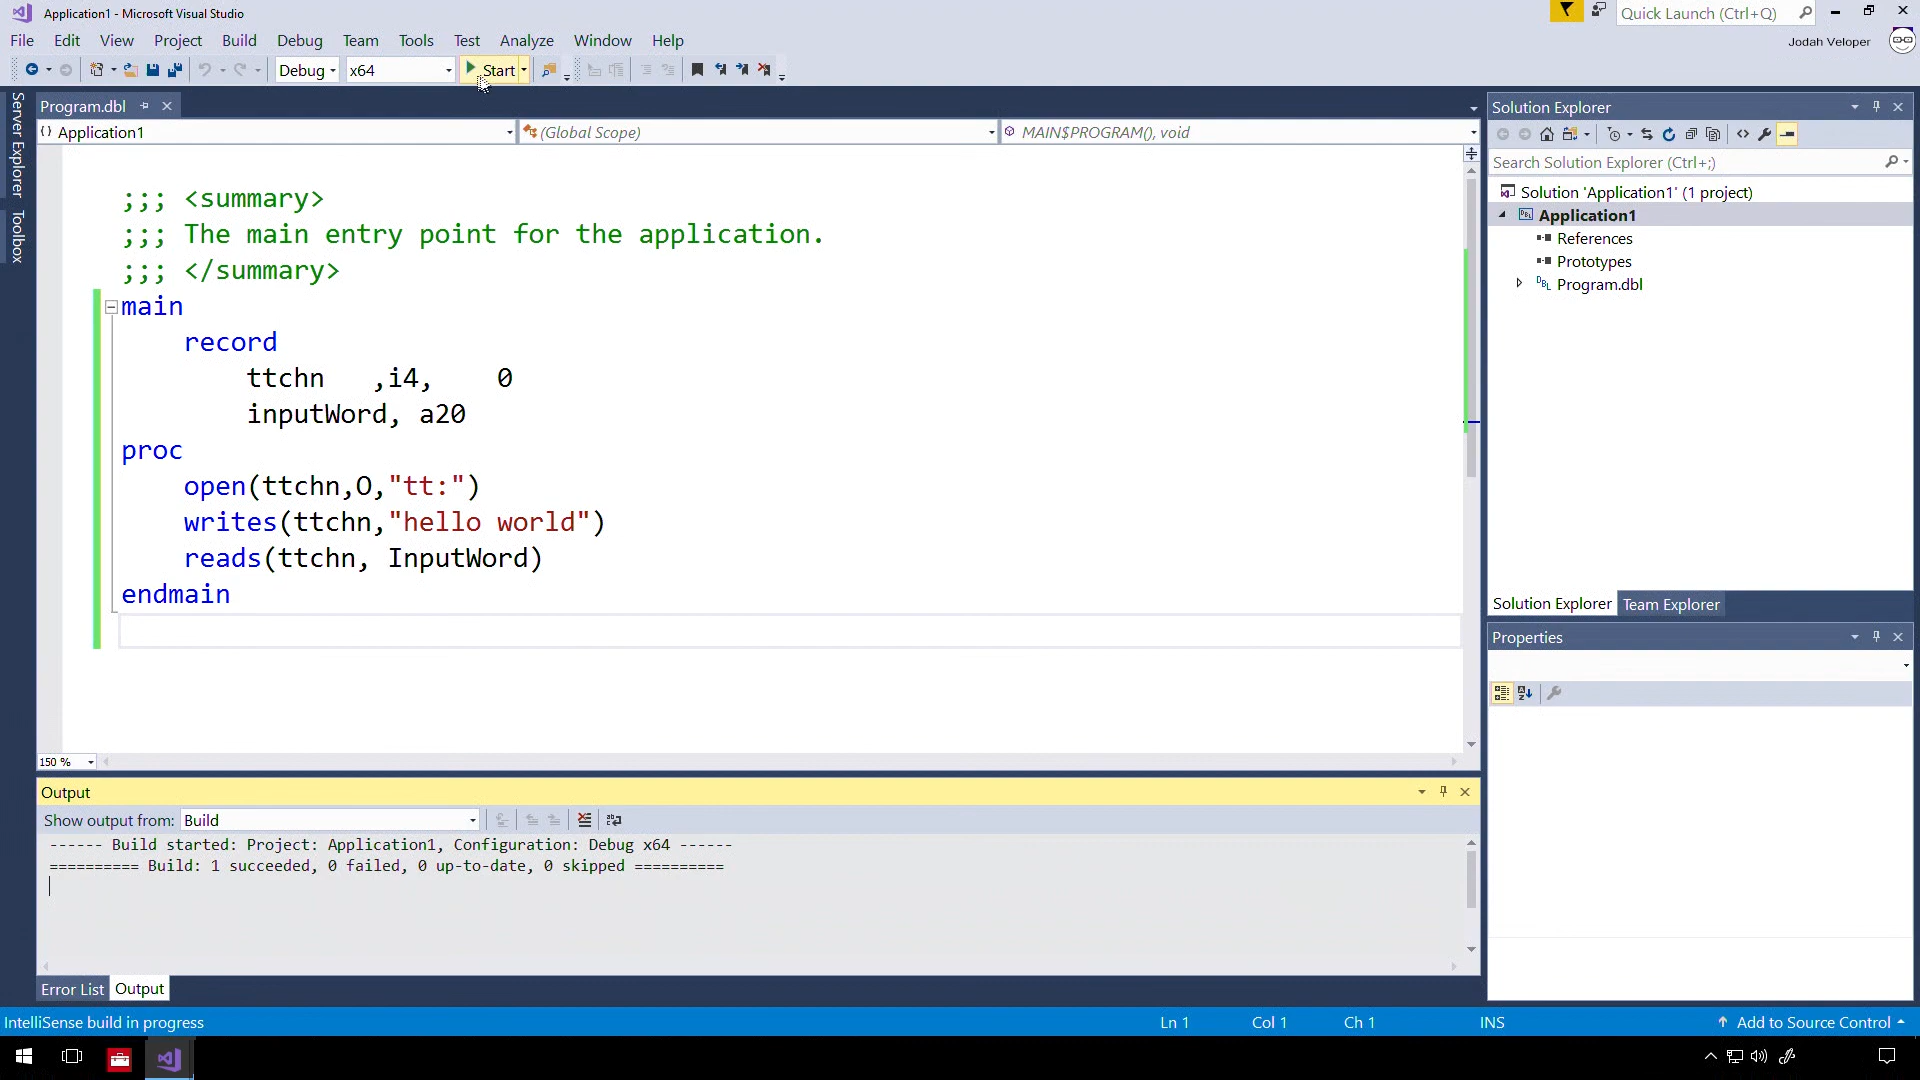 Application1 - Microsoft Visual Studio
Quick Launch (Ctrl+Q)
File Edit View Project Build Debug Team Tools Test Analyze Window Help
Jodah Veloper
Debug x64 Start
Server Explorer
Toolbox
Program.dbl
Application1 (Global Scope) MAIN$PROGRAM(), void
;;; <summary>
;;; The main entry point for the application.
;;; </summary>
main
record
ttchn ,i4, 0
inputWord, a20
proc
open(ttchn,O,"tt:")
writes(ttchn,"hello world")
reads(ttchn, InputWord)
endmain
150 %
Output
Show output from: Build
------ Build started: Project: Application1, Configuration: Debug x64 ------
========== Build: 1 succeeded, 0 failed, 0 up-to-date, 0 skipped ==========
Error List Output
Solution Explorer
Search Solution Explorer (Ctrl+;)
Solution 'Application1' (1 project)
Application1
References
Prototypes
Program.dbl
Solution Explorer Team Explorer
Properties
IntelliSense build in progress Ln 1 Col 1 Ch 1 INS Add to Source Control